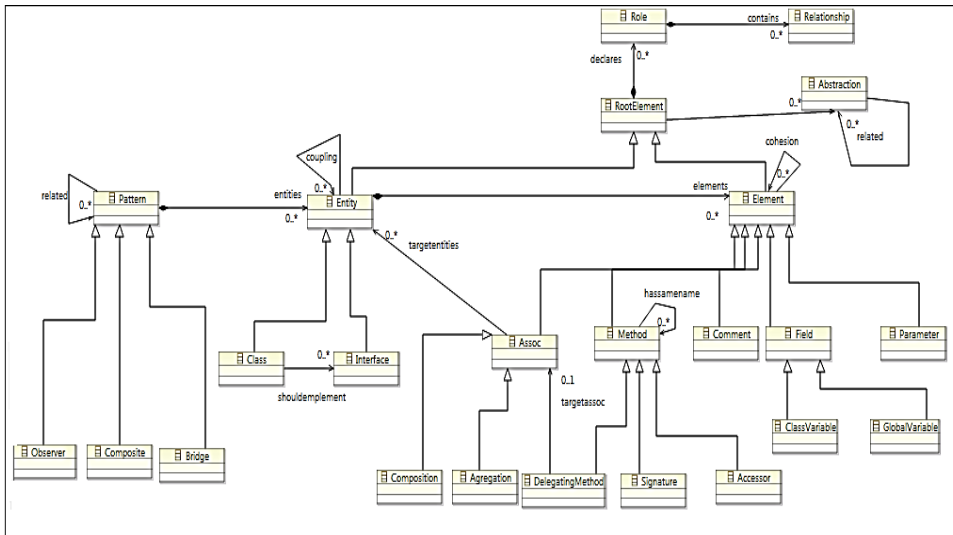 Role
contains
Relationship
0..*
declares
0..*
Abstraction
RootElement
0..*
0..*
related
cohesion
coupling
0..*
0..*
related
Pattern
entities
Entity
elements
Element
0..*
0..*
0..*
0..*
targetentities
hassamename
0..*
Class
0..*
Interface
Assoc
Method
Comment
Field
Parameter
shouldemplement
0..1
targetassoc
ClassVariable
GlobalVariable
Observer
Composite
Bridge
Composition
Agregation
DelegatingMethod
Signature
Accessor